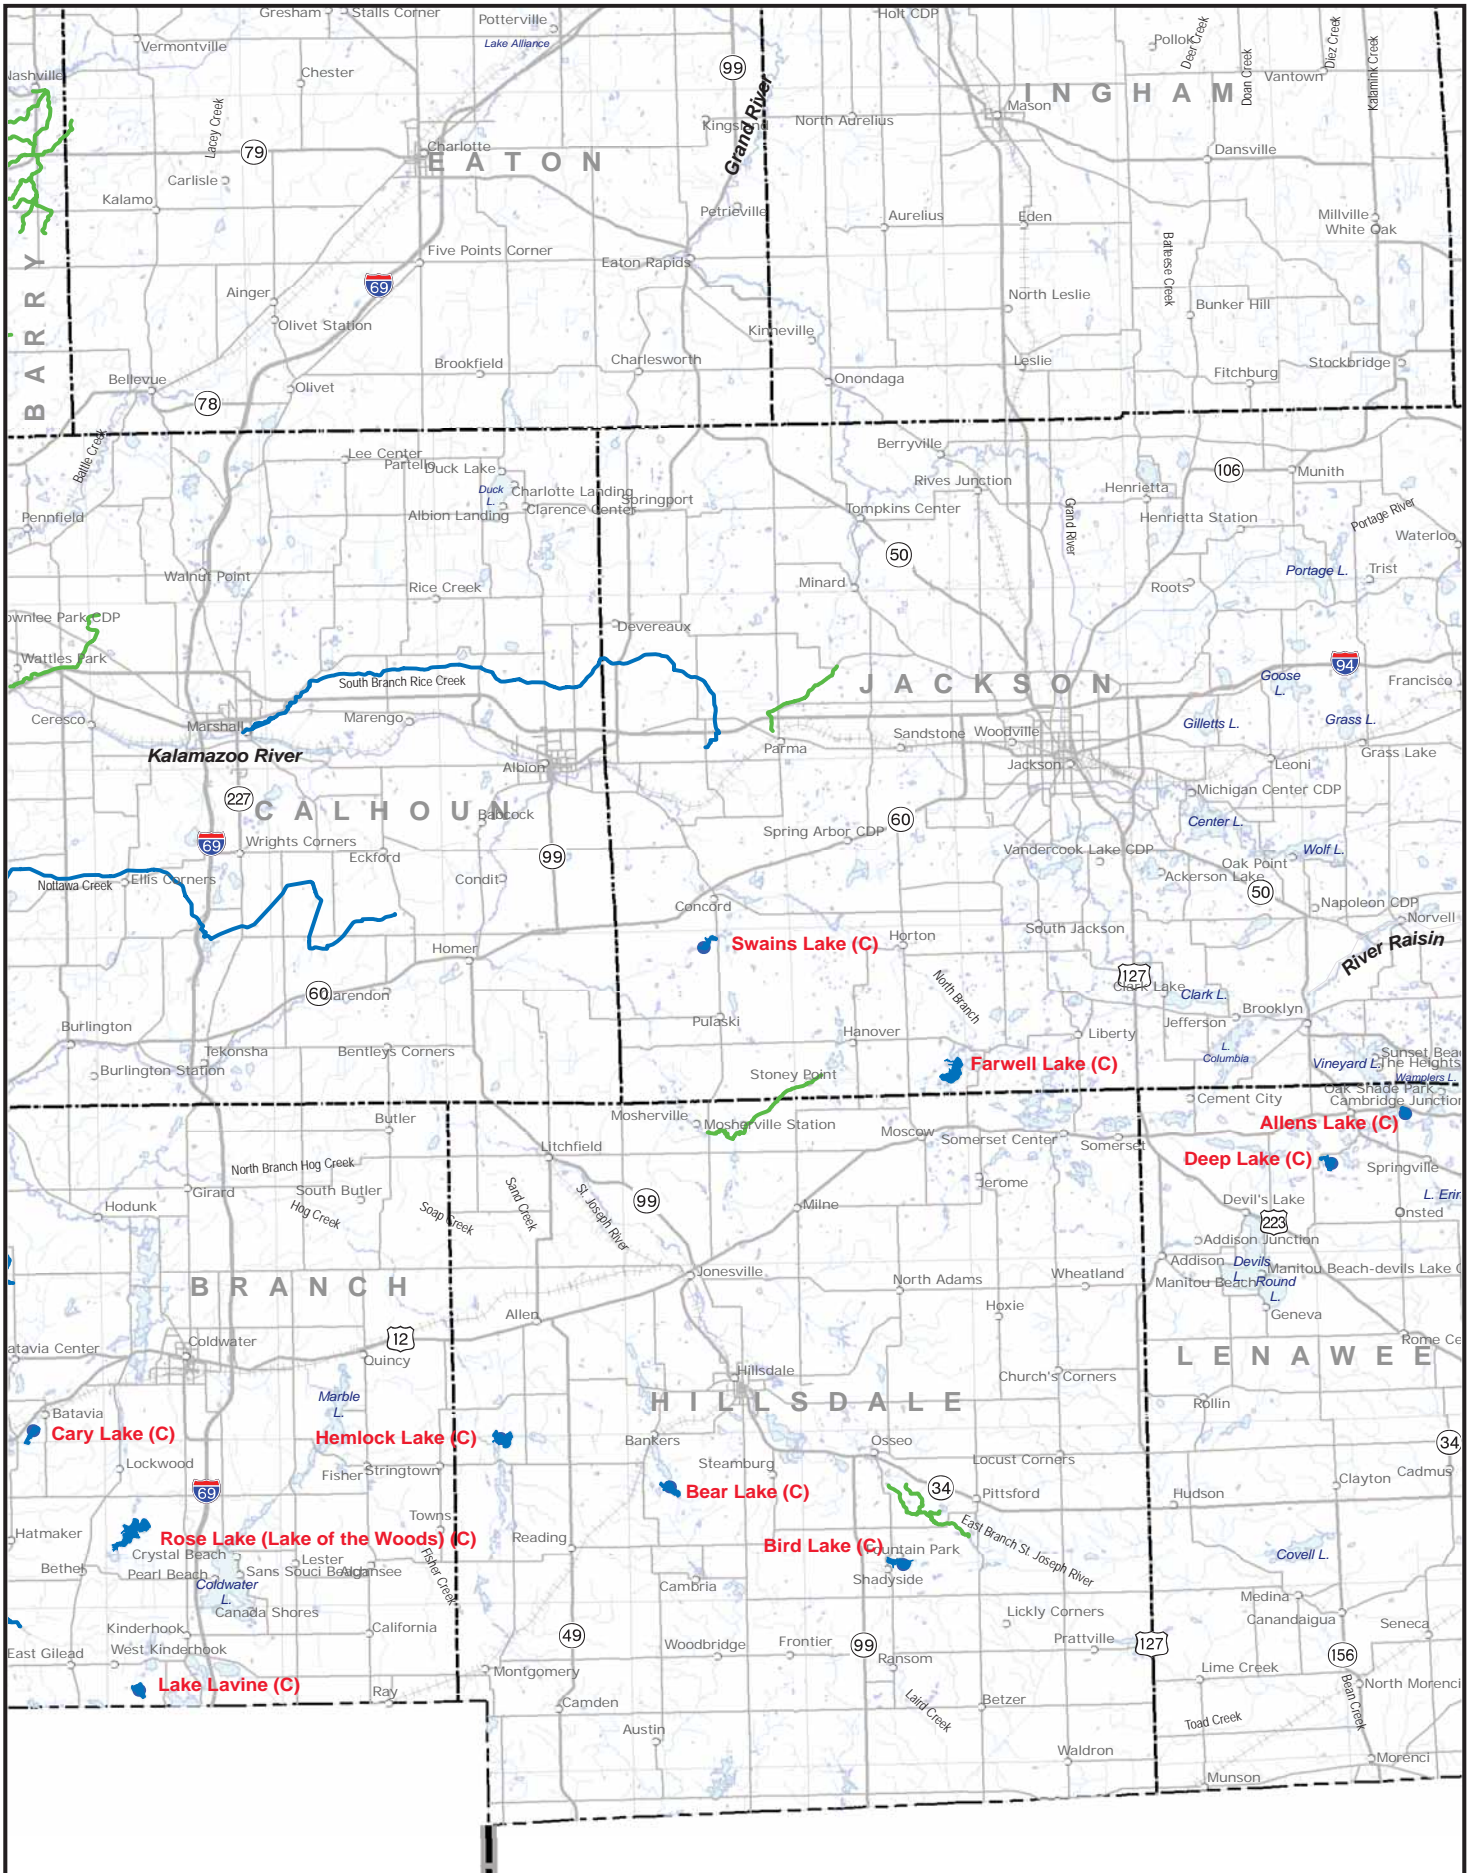 Gresham
Stalls Corner
Potterville
Holt CDP
Lake Alliance
Vermontville
Pollok
Deer Creek
Diez Creek
Doan Creek
Kalamink Creek
Nashville
Chester
99
Vantown
INGHAM
Mason
Grand River
North Aurelius
Lacey Creek
79
Charlotte
EATON
Dansville
Carlisle
Kalamo
Petrieville
Aurelius
Eden
Millville
White Oak
BARRY
Five Points Corner
Eaton Rapids
Batteese Creek
69
Ainger
North Leslie
Bunker Hill
Olivet Station
Kinneville
Brookfield
Charlesworth
Leslie
Stockbridge
Bellevue
Olivet
Onondaga
Fitchburg
78
Battle Creek
Lee Center
Partello
Duck Lake
Berryville
106
Munith
Duck
L.
Charlotte Landing
Springport
Rives Junction
Henrietta
Pennfield
Albion Landing
Clarence Center
Tompkins Center
Grand River
Henrietta Station
Portage River
Waterloo
50
Walnut Point
Rice Creek
Minard
Roots
Portage L.
Trist
ownlee Park CDP
Devereaux
Wattles Park
94
South Branch Rice Creek
JACKSON
Goose
L.
Francisco
Ceresco
Marshall
Marengo
Gilletts L.
Grass L.
Kalamazoo River
Parma
Sandstone
Woodville
Grass Lake
Albion
Jackson
Leoni
227
CALHOUN
Babcock
Michigan Center CDP
Spring Arbor CDP
60
Center L.
69
Wrights Corners
Eckford
99
Vandercook Lake CDP
Wolf L.
Oak Point
Nottawa Creek
Ellis Corners
Condit
Ackerson Lake
50
Concord
Napoleon CDP
Norvell
Homer
Swains Lake (C)
Horton
South Jackson
River Raisin
60
Clarendon
North Branch
127
Clark Lake
Clark L.
Brooklyn
Burlington
Pulaski
Hanover
Liberty
Jefferson
Tekonsha
Bentleys Corners
L.
Columbia
Burlington Station
Stoney Point
Farwell Lake (C)
Vineyard L.
The Heights
Wamplers L.
Oak Shade Park
Butler
Mosherville
Mosherville Station
Cement City
Allens Lake (C)
Litchfield
Moscow
Somerset Center
Somerset
North Branch Hog Creek
Deep Lake (C)
Springville
Girard
South Butler
Sand Creek
St. Joseph River
99
Jerome
Devil's Lake
L. Erin
Hodunk
Hog Creek
Soap Creek
Milne
223
Onsted
Addison Junction
BRANCH
Jonesville
North Adams
Wheatland
Addison
Devils
L.
Manitou Beach-devils Lake
Manitou Beach
Round
L.
Allen
Hoxie
Geneva
atavia Center
Coldwater
12
Quincy
LENAWEE
Rome Ce
Hillsdale
Church's Corners
Marble
L.
HILLSDALE
Rollin
Batavia
Cary Lake (C)
Hemlock Lake (C)
Bankers
Osseo
34
Lockwood
Fisher
Stringtown
Steamburg
Locust Corners
Clayton
Cadmus
69
Bear Lake (C)
34
Pittsford
Hudson
Hatmaker
Towns
Rose Lake (Lake of the Woods) (C)
Reading
Bird Lake (C)
East Branch St. Joseph River
Crystal Beach
Lester
Fisher Creek
Covell L.
Bethel
Pearl Beach
Sans Souci Beach
Algansee
Shadyside
Coldwater
L.
Cambria
Medina
Canada Shores
Lickly Corners
Canandaigua
Seneca
Kinderhook
California
49
Woodbridge
Frontier
99
Prattville
127
156
East Gilead
West Kinderhook
Montgomery
Ransom
Lime Creek
North Morenci
Lake Lavine (C)
Ray
Camden
Laird Creek
Betzer
Toad Creek
Bean Creek
Austin
Waldron
Morenci
Munson